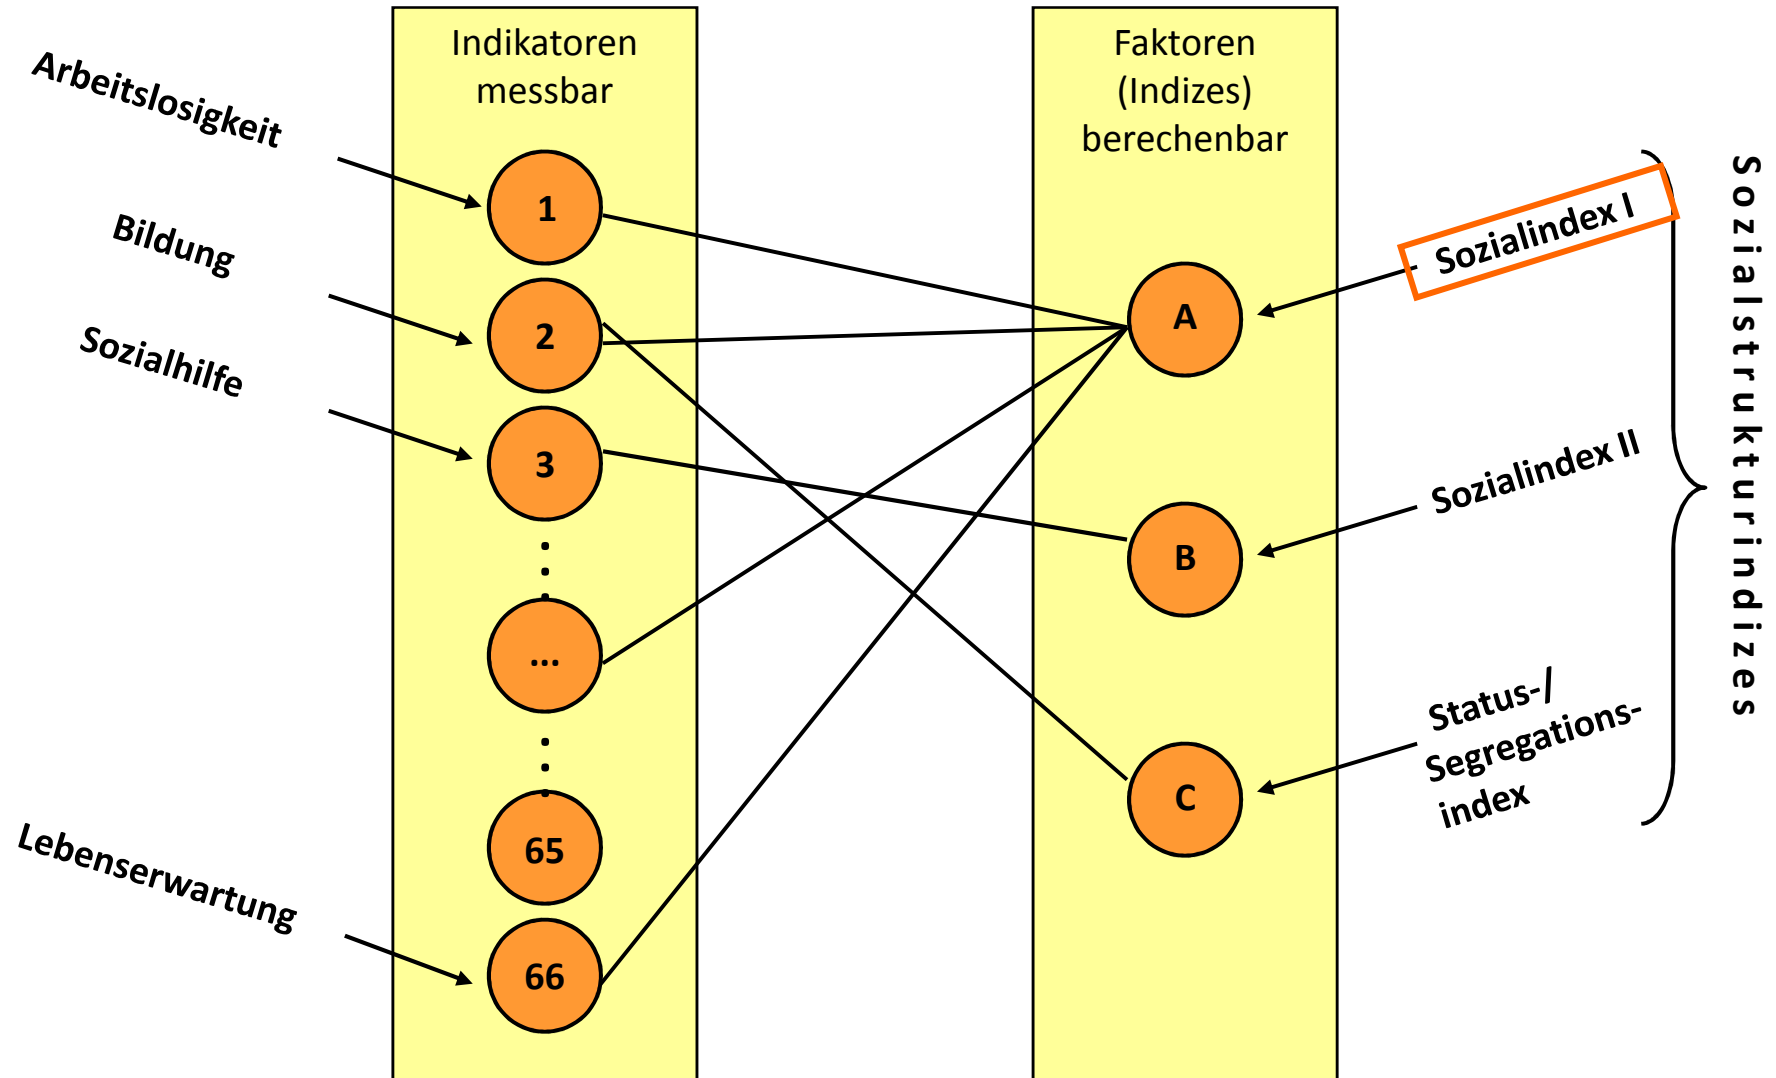 Indikatoren
messbar
Faktoren
(Indizes)
berechenbar
Arbeitslosigkeit
Bildung
Sozialhilfe
Lebenserwartung
1
2
3
...
65
66
A
B
C
Sozialindex I
Sozialindex II
Status-/
Segregations-
index
Sozialstrukturindizes